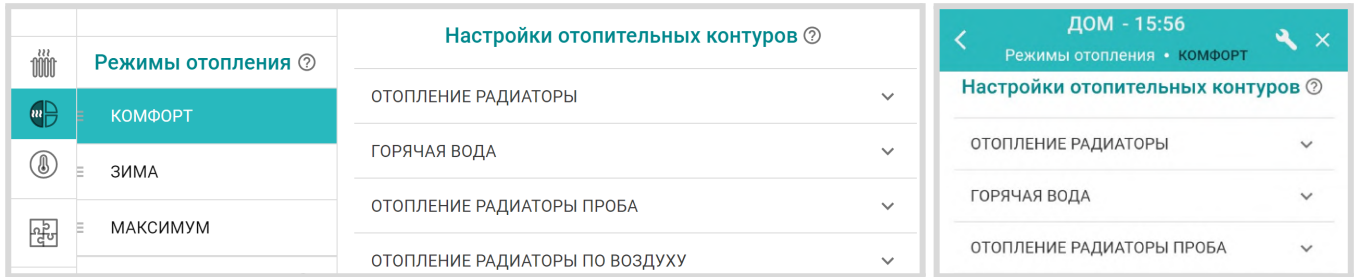 Режимы отопления
КОМФОРТ
ЗИМА
МАКСИМУМ
Настройки отопительных контуров
ОТОПЛЕНИЕ РАДИАТОРЫ
ГОРЯЧАЯ ВОДА
ОТОПЛЕНИЕ РАДИАТОРЫ ПРОБА
ОТОПЛЕНИЕ РАДИАТОРЫ ПО ВОЗДУХУ
ДОМ - 15:56
Режимы отопления • КОМФОРТ
Настройки отопительных контуров
ОТОПЛЕНИЕ РАДИАТОРЫ
ГОРЯЧАЯ ВОДА
ОТОПЛЕНИЕ РАДИАТОРЫ ПРОБА